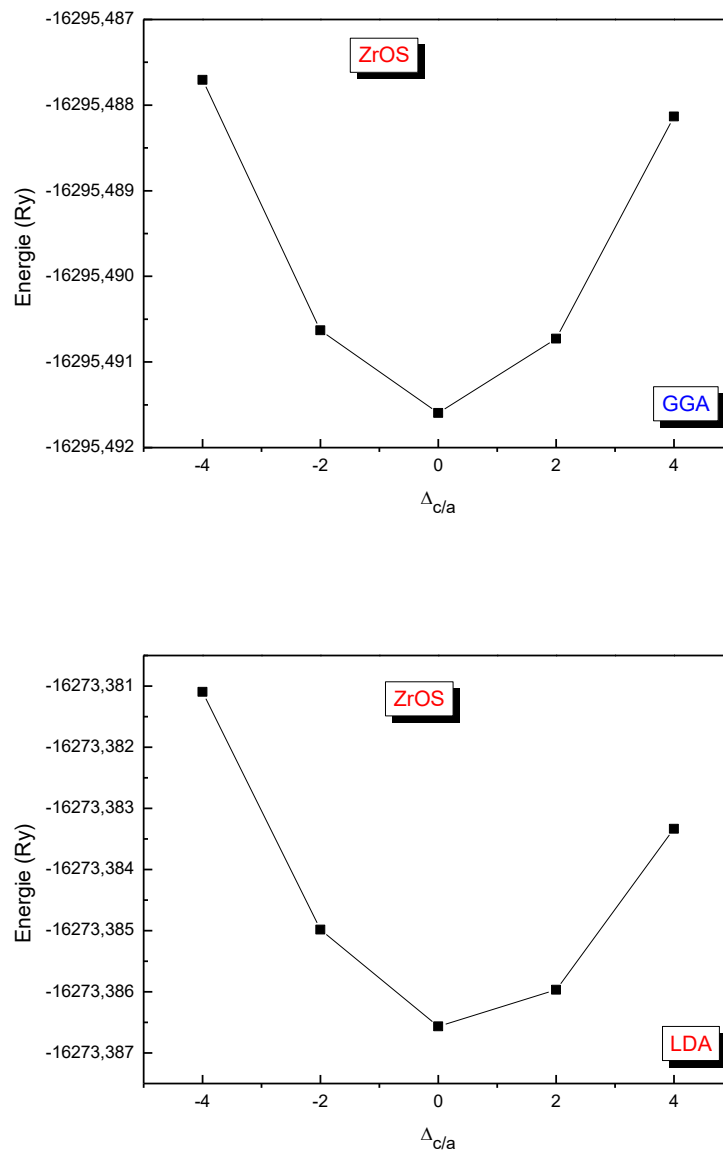 -16295,487
ZrOS
-16295,488
-16295,489
-16295,490
-16295,491
-16295,492
Energie (Ry)
GGA
-4 -2 0 2 4
Δc/a
-16273,381
ZrOS
-16273,382
-16273,383
-16273,384
-16273,385
-16273,386
-16273,387
Energie (Ry)
LDA
-4 -2 0 2 4
Δc/a